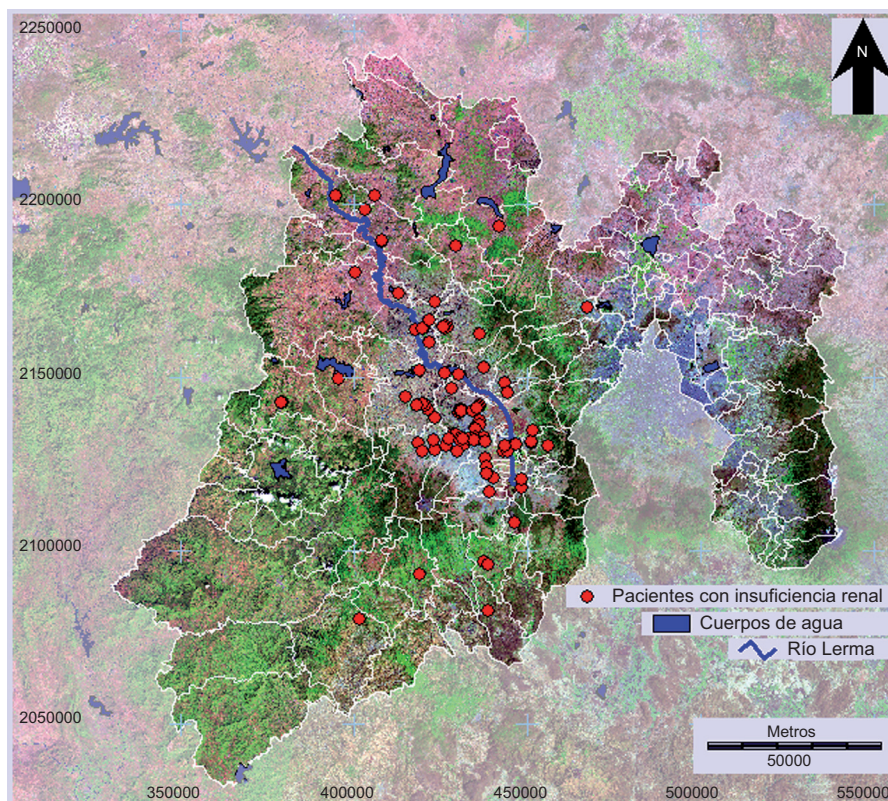 2250000
N
2200000
2150000
2100000
Pacientes con insuficiencia renal
Cuerpos de agua
Río Lerma
2050000
Metros
50000
350000 400000 450000 500000 550000